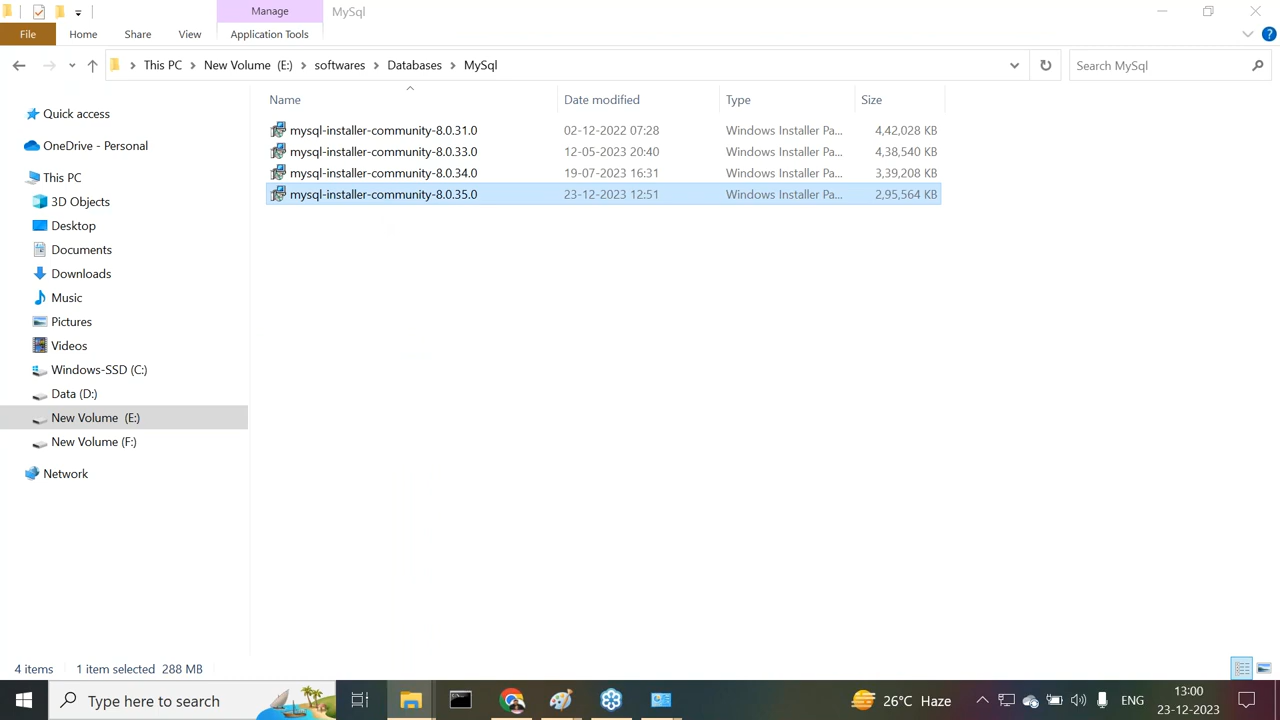 Manage
MySql
File
Home
Share
View
Application Tools
This PC
New Volume (E:)
softwares
Databases
MySql
Search MySql
Name
Date modified
Type
Size
mysql-installer-community-8.0.31.0
02-12-2022 07:28
Windows Installer Pa...
4,42,028 KB
mysql-installer-community-8.0.33.0
12-05-2023 20:40
Windows Installer Pa...
4,38,540 KB
mysql-installer-community-8.0.34.0
19-07-2023 16:31
Windows Installer Pa...
3,39,208 KB
mysql-installer-community-8.0.35.0
23-12-2023 12:51
Windows Installer Pa...
2,95,564 KB
Quick access
OneDrive - Personal
This PC
3D Objects
Desktop
Documents
Downloads
Music
Pictures
Videos
Windows-SSD (C:)
Data (D:)
New Volume (E:)
New Volume (F:)
Network
4 items
1 item selected 288 MB
Type here to search
26°C Haze
ENG
13:00
23-12-2023